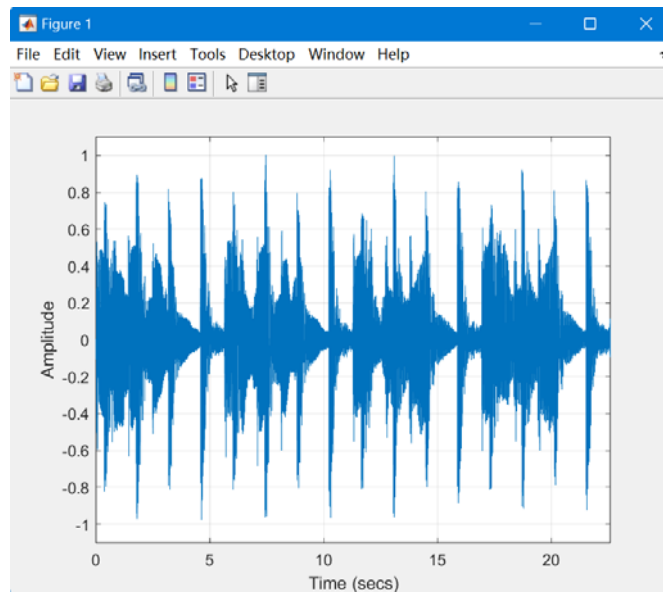 Figure 1
File Edit View Insert Tools Desktop Window Help
1
0.8
0.6
0.4
0.2
0
-0.2
-0.4
-0.6
-0.8
-1
Amplitude
0 5 10 15 20
Time (secs)